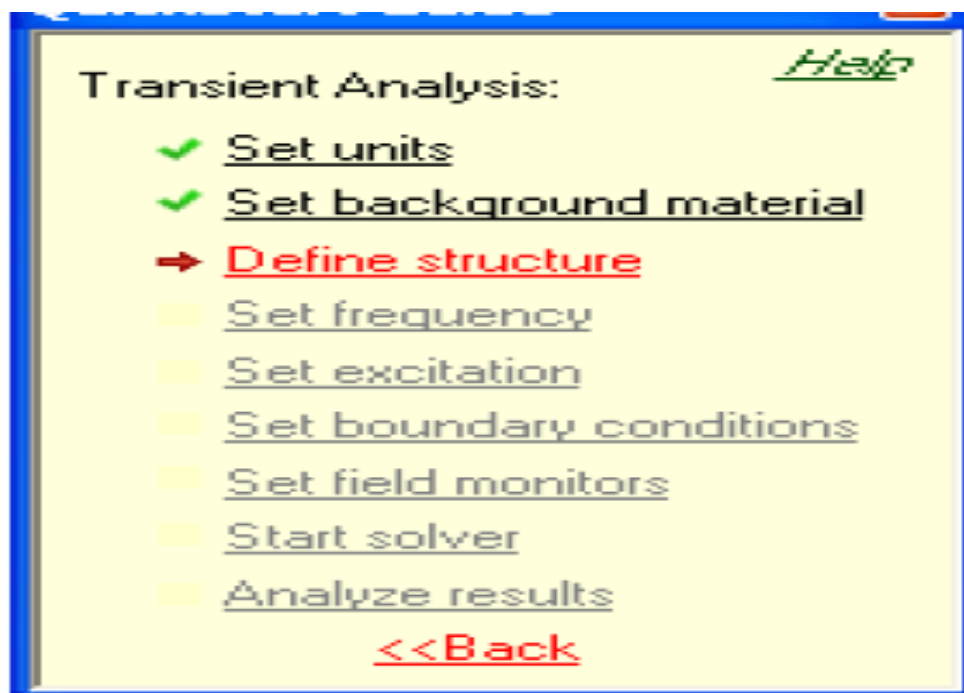 Help
Transient Analysis:
Set units
Set background material
Define structure
Set frequency
Set excitation
Set boundary conditions
Set field monitors
Start solver
Analyze results
<<Back